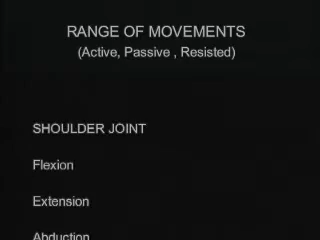 RANGE OF MOVEMENTS
(Active, Passive , Resisted)
SHOULDER JOINT
Flexion
Extension
Abduction